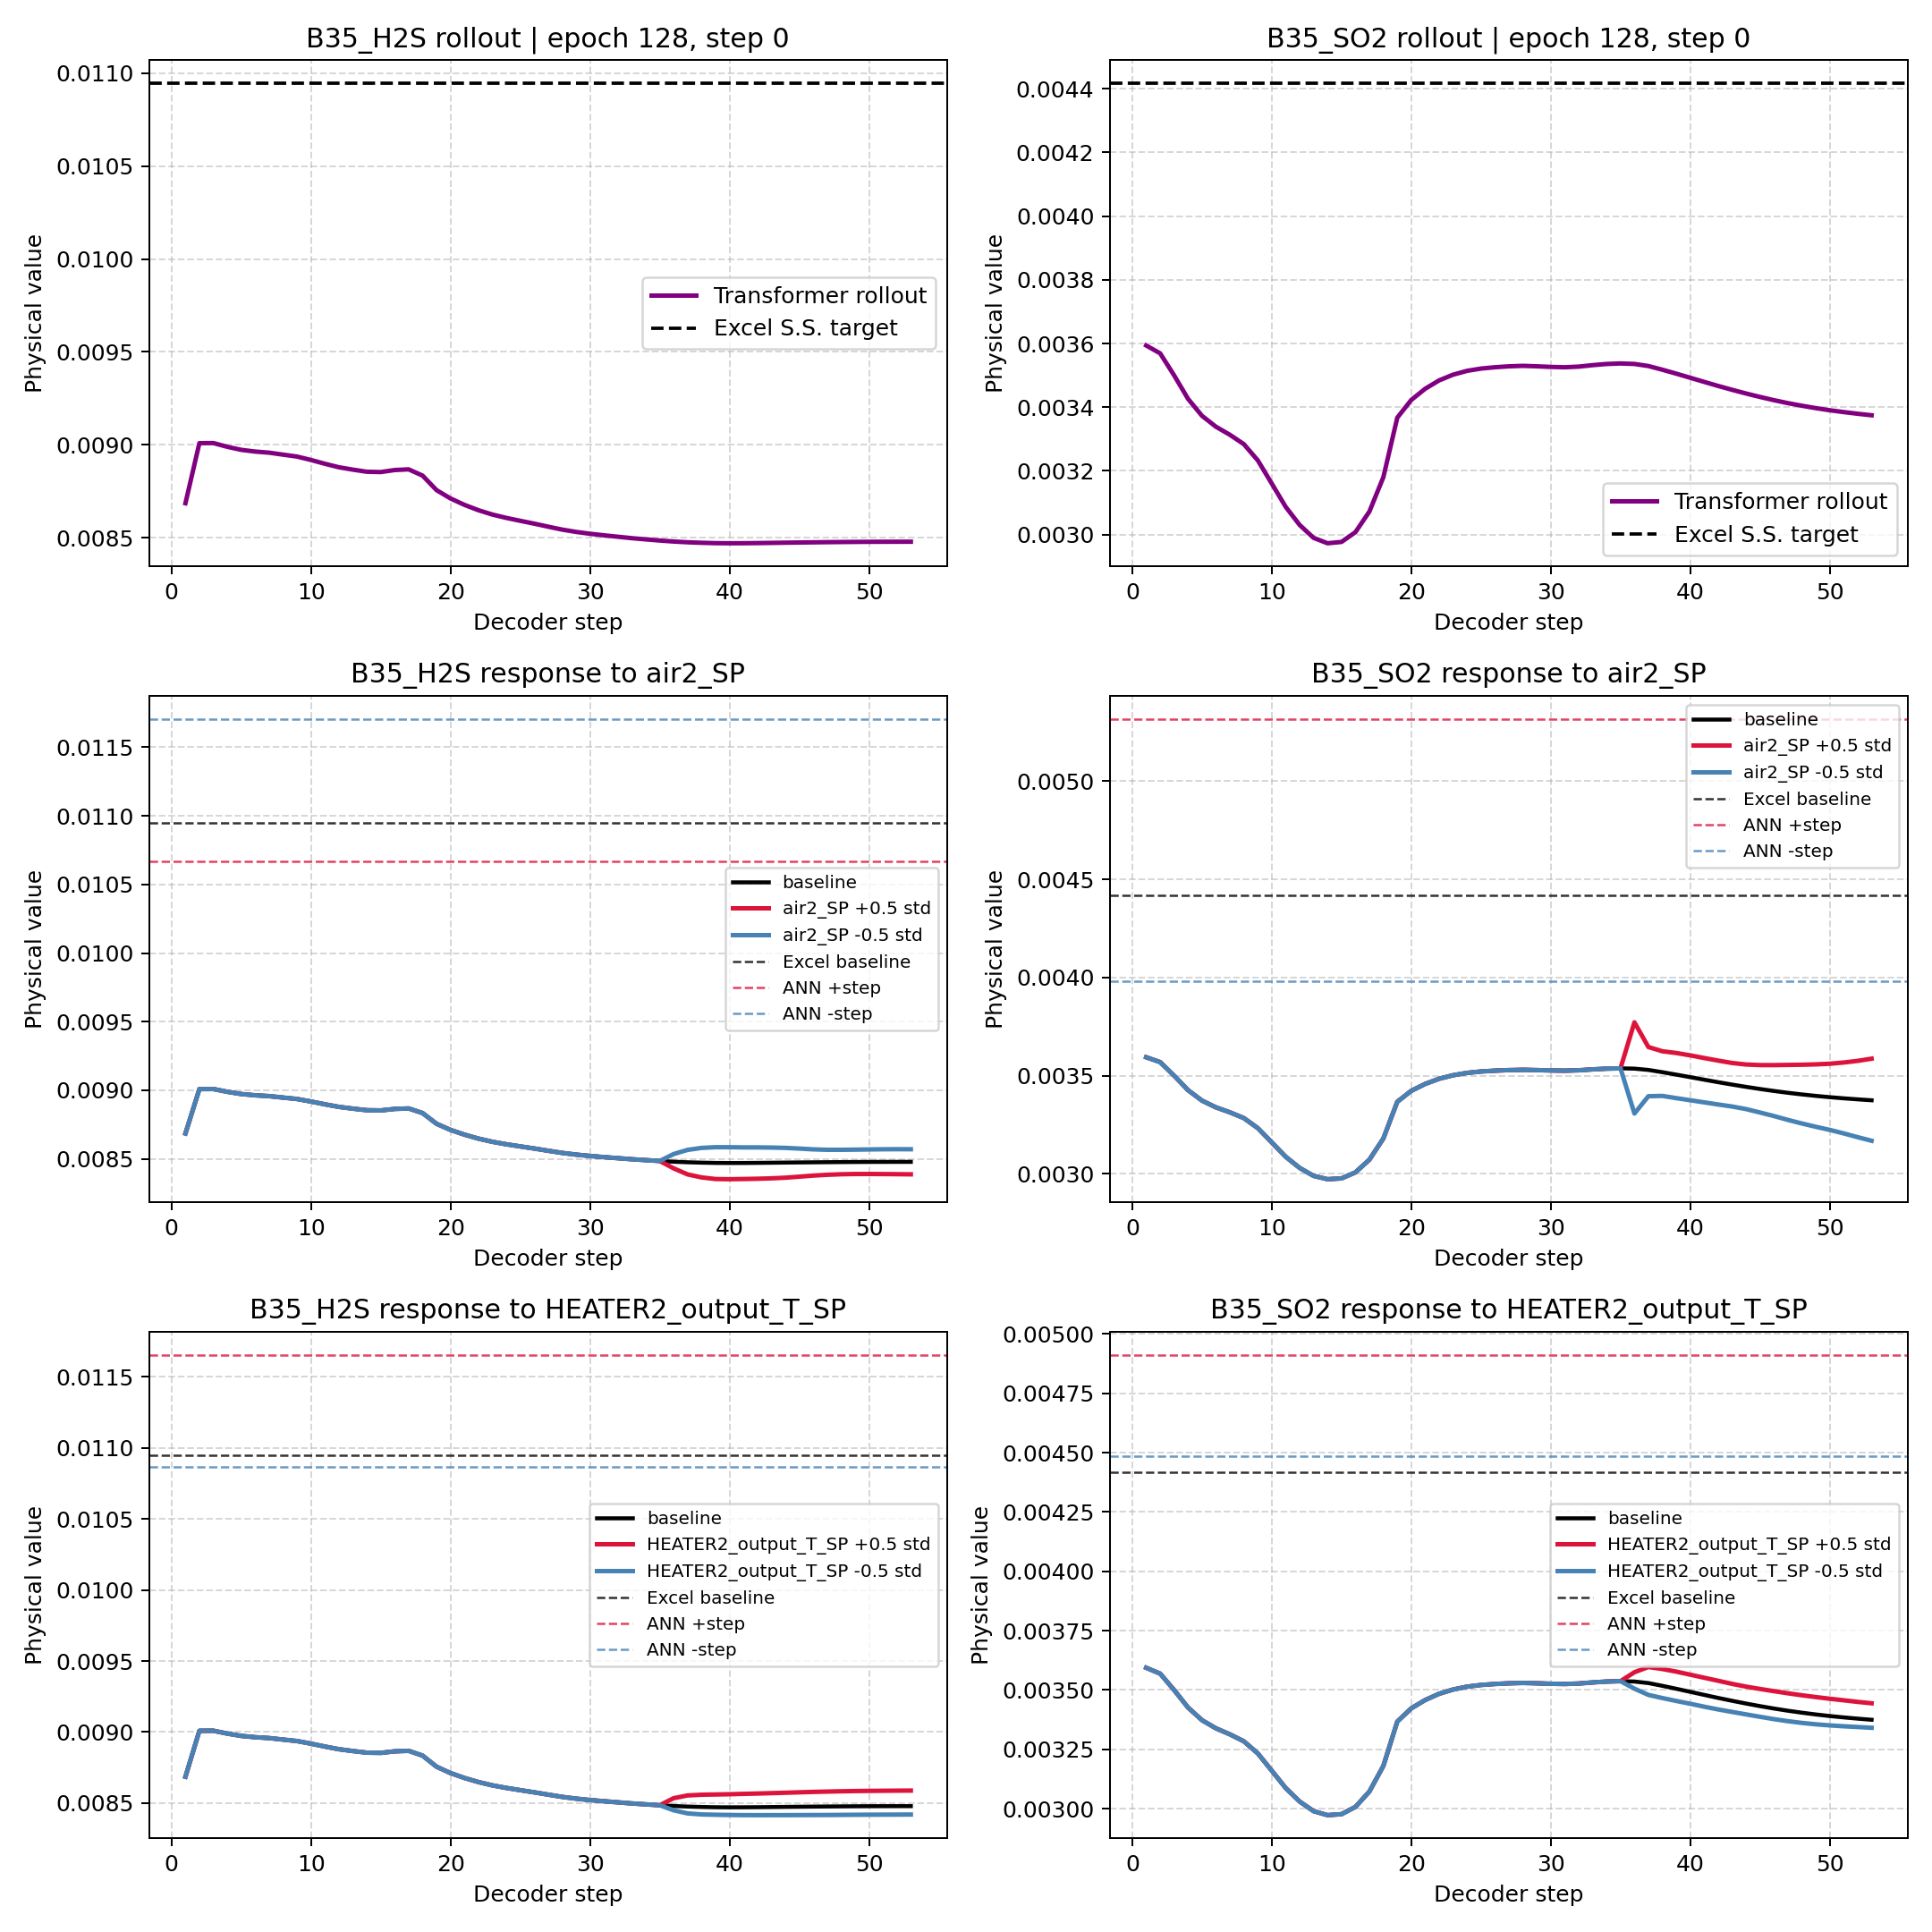 B35_H2S rollout | epoch 128, step 0
0.0110
0.0105
0.0100
0.0095
0.0090
0.0085
Physical value
Transformer rollout
Excel S.S. target
0 10 20 30 40 50
Decoder step
B35_SO2 rollout | epoch 128, step 0
0.0044
0.0042
0.0040
0.0038
0.0036
0.0034
0.0032
0.0030
Physical value
Transformer rollout
Excel S.S. target
0 10 20 30 40 50
Decoder step
B35_H2S response to air2_SP
0.0115
0.0110
0.0105
0.0100
0.0095
0.0090
0.0085
Physical value
baseline
air2_SP +0.5 std
air2_SP -0.5 std
Excel baseline
ANN +step
ANN -step
0 10 20 30 40 50
Decoder step
B35_SO2 response to air2_SP
0.0050
0.0045
0.0040
0.0035
0.0030
Physical value
baseline
air2_SP +0.5 std
air2_SP -0.5 std
Excel baseline
ANN +step
ANN -step
0 10 20 30 40 50
Decoder step
B35_H2S response to HEATER2_output_T_SP
0.0115
0.0110
0.0105
0.0100
0.0095
0.0090
0.0085
Physical value
baseline
HEATER2_output_T_SP +0.5 std
HEATER2_output_T_SP -0.5 std
Excel baseline
ANN +step
ANN -step
0 10 20 30 40 50
Decoder step
B35_SO2 response to HEATER2_output_T_SP
0.00500
0.00475
0.00450
0.00425
0.00400
0.00375
0.00350
0.00325
0.00300
Physical value
baseline
HEATER2_output_T_SP +0.5 std
HEATER2_output_T_SP -0.5 std
Excel baseline
ANN +step
ANN -step
0 10 20 30 40 50
Decoder step